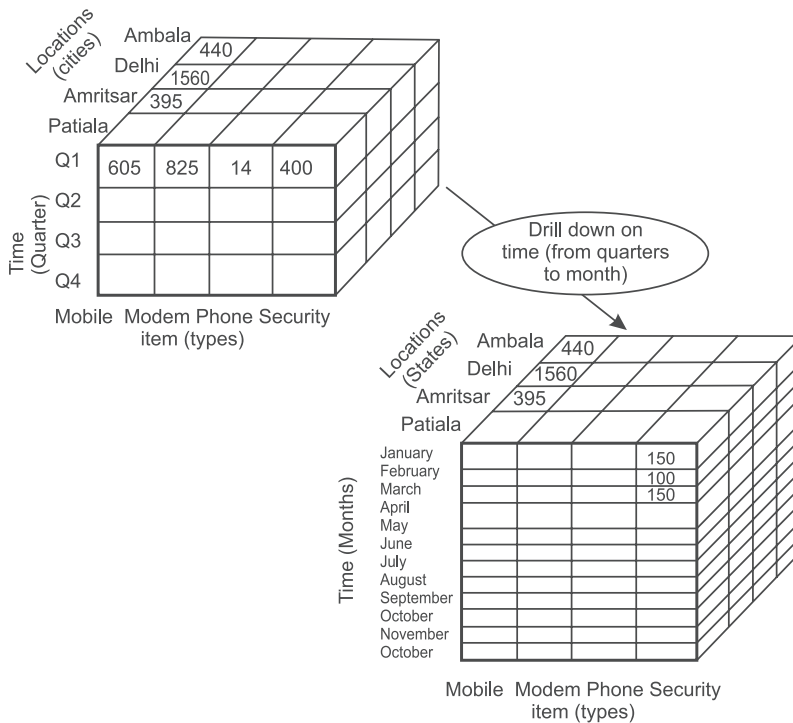 Locations
(cities)
Ambala
Delhi
Amritsar
Patiala
440
1560
395
Time
(Quarter)
Q1
Q2
Q3
Q4
605 825 14 400
Mobile Modem Phone Security
item (types)
Drill down on
time (from quarters
to month)
Locations
(States)
Ambala
Delhi
Amritsar
Patiala
440
1560
395
Time (Months)
January
February
March
April
May
June
July
August
September
October
November
October
150
100
150
Mobile Modem Phone Security
item (types)